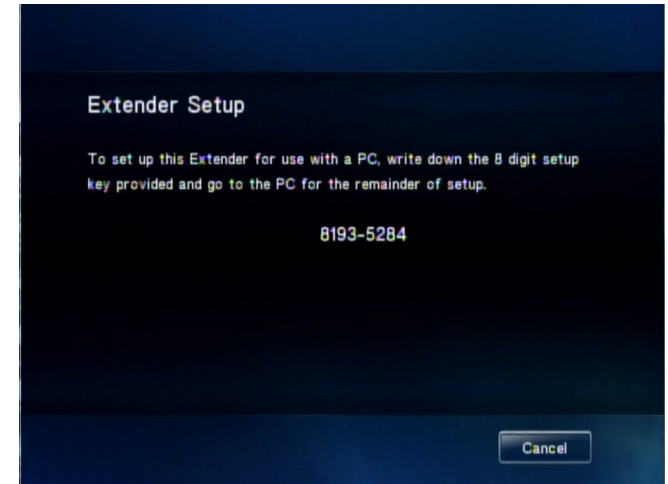 Extender Setup
To set up this Extender for use with a PC, write down the 8 digit setup
key provided and go to the PC for the remainder of setup.
8193-5284
Cancel